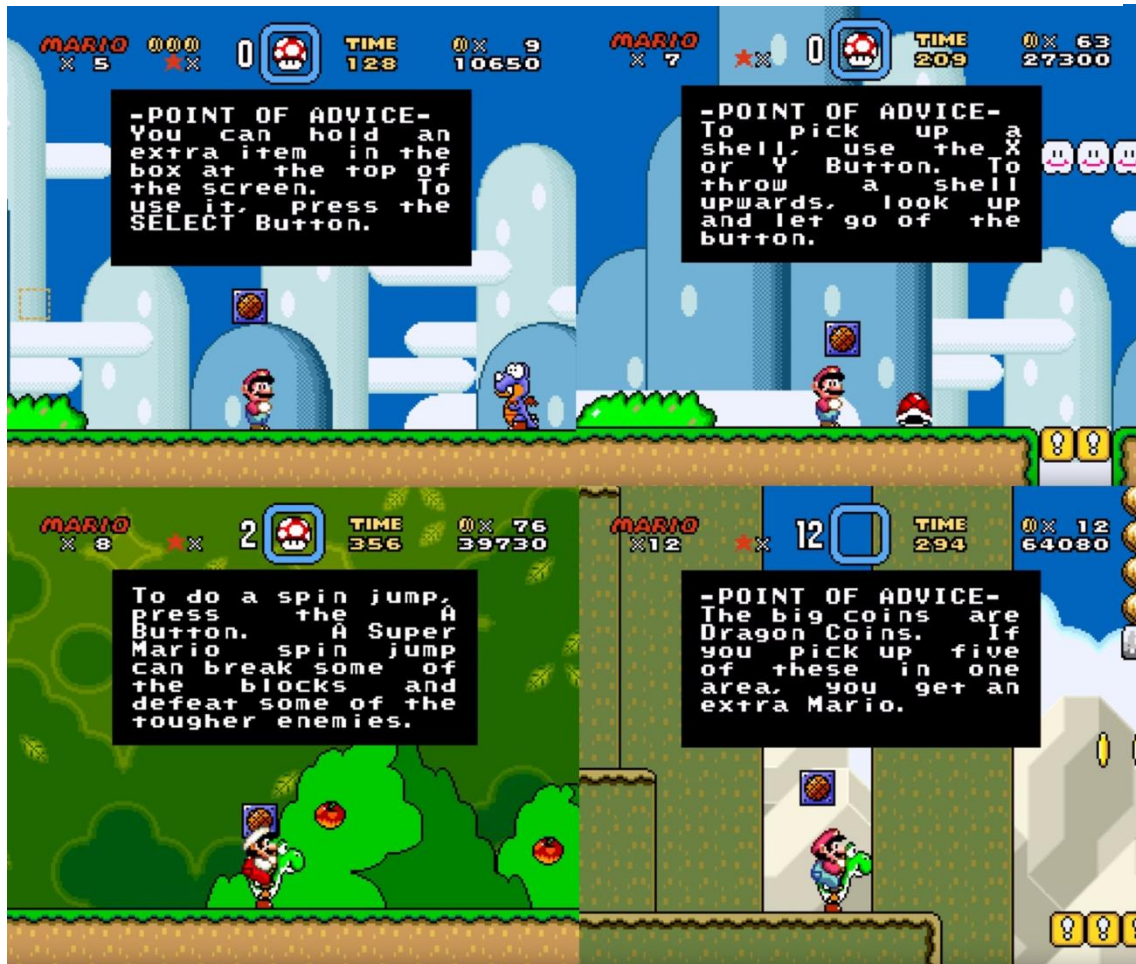 MARIO 0 TIME × 9
× 5 ★× 128 10650
-POINT OF ADVICE-
You can hold an
extra item in the
box at the top of
the screen. To
use it, press the
SELECT Button.
MARIO 0 TIME × 63
× 7 ★× 209 27300
-POINT OF ADVICE-
To pick up a
shell, use the X
or Y Button. To
throw a shell
upwards, look up
and let go of the
button.
MARIO 2 TIME × 76
× 8 ★× 356 39730
To do a spin jump,
press the A
Button. A Super
Mario spin jump
can break some of
the blocks and
defeat some of the
tougher enemies.
MARIO 12 TIME × 12
×12 ★× 294 64080
-POINT OF ADVICE-
The big coins are
Dragon Coins. If
you pick up five
of these in one
area, you get an
extra Mario.